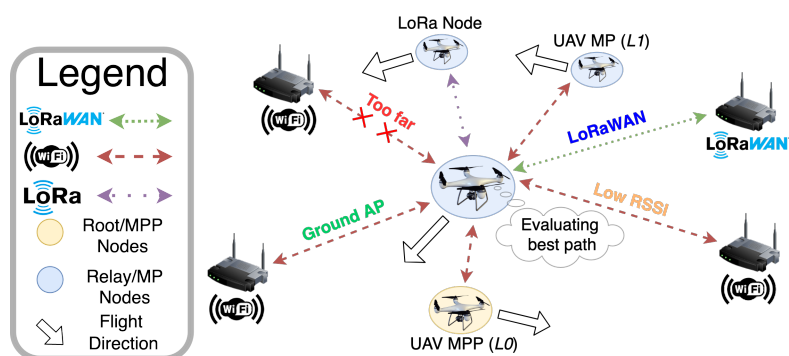 Legend
LoRaWAN
WiFi
LoRa
Root/MPP
Nodes
Relay/MP
Nodes
Flight
Direction
LoRa Node
UAV MP (L1)
WiFi
Too far
LoRaWAN
LoRaWAN
Ground AP
Low RSSI
Evaluating
best path
WiFi
WiFi
UAV MPP (L0)